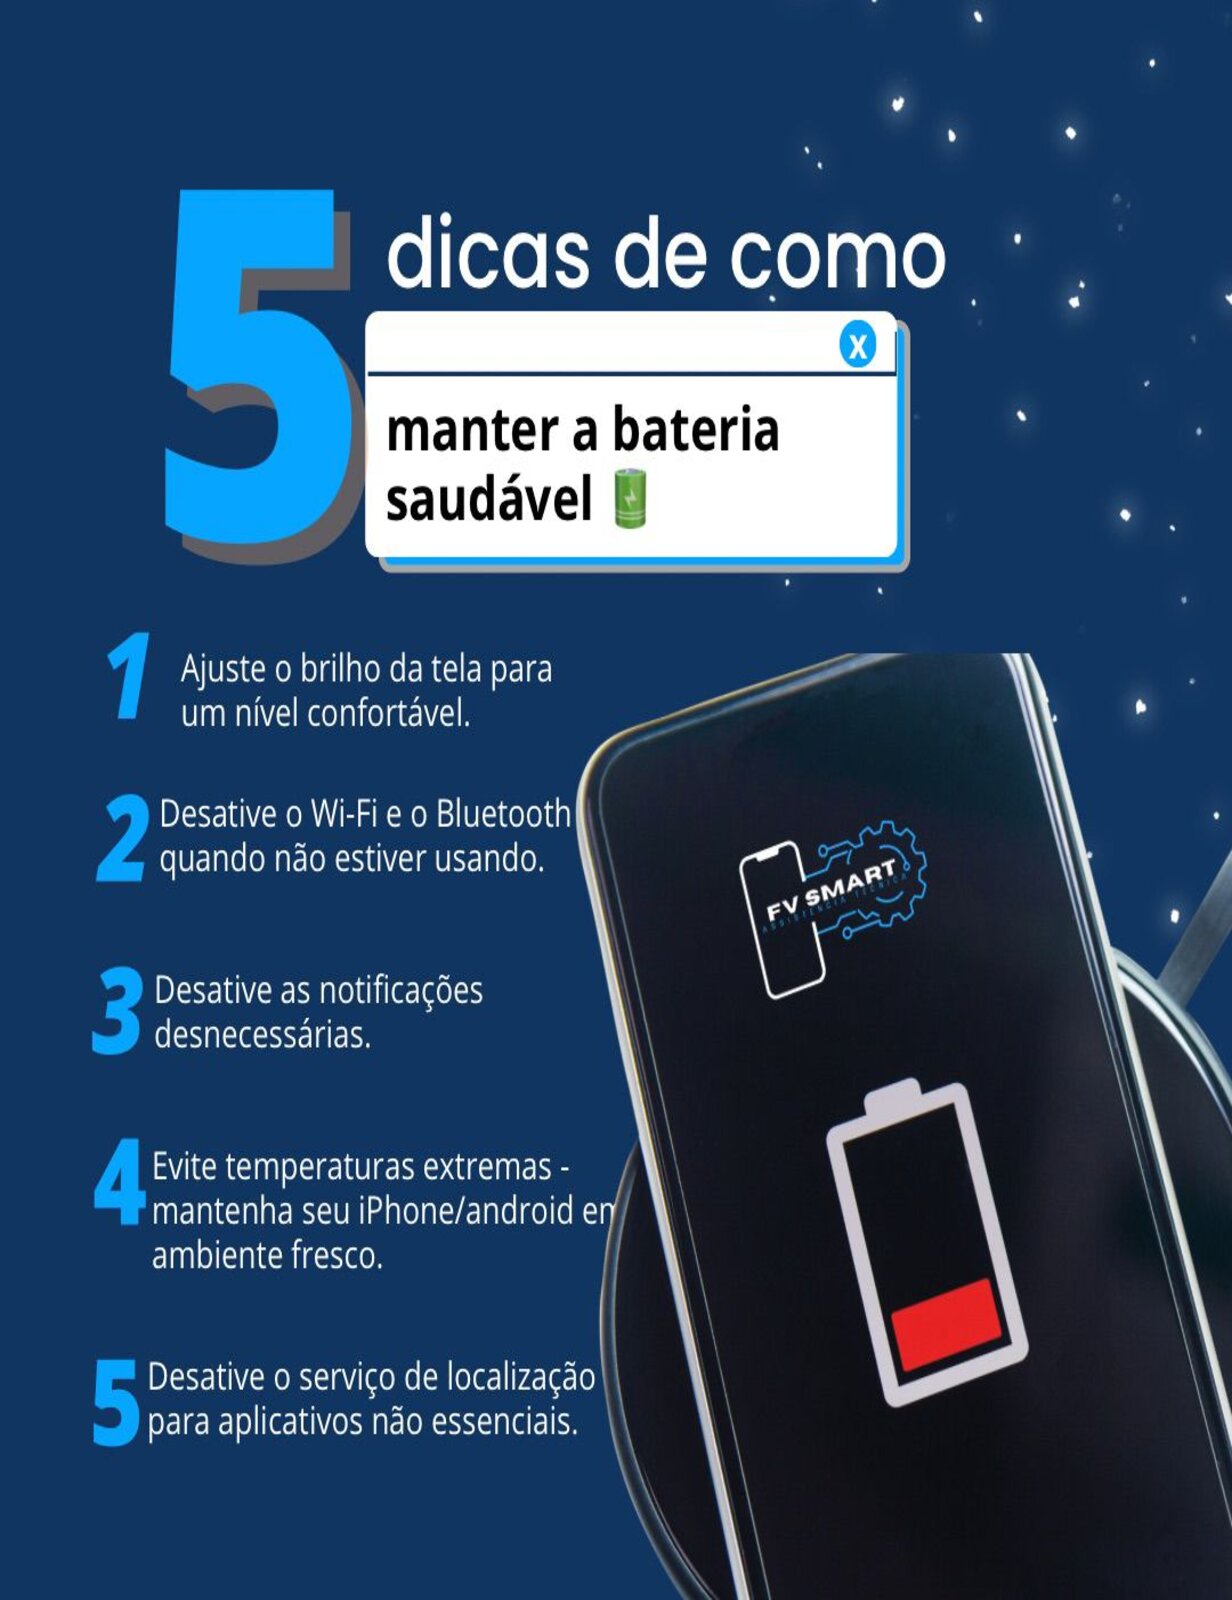 5
dicas de como
x
manter a bateria
saudável
1
Ajuste o brilho da tela para
um nível confortável.
2
Desative o Wi-Fi e o Bluetooth
quando não estiver usando.
3
Desative as notificações
desnecessárias.
4
Evite temperaturas extremas -
mantenha seu iPhone/android em
ambiente fresco.
5
Desative o serviço de localização
para aplicativos não essenciais.
FV SMART
ASSISTÊNCIA TÉCNICA